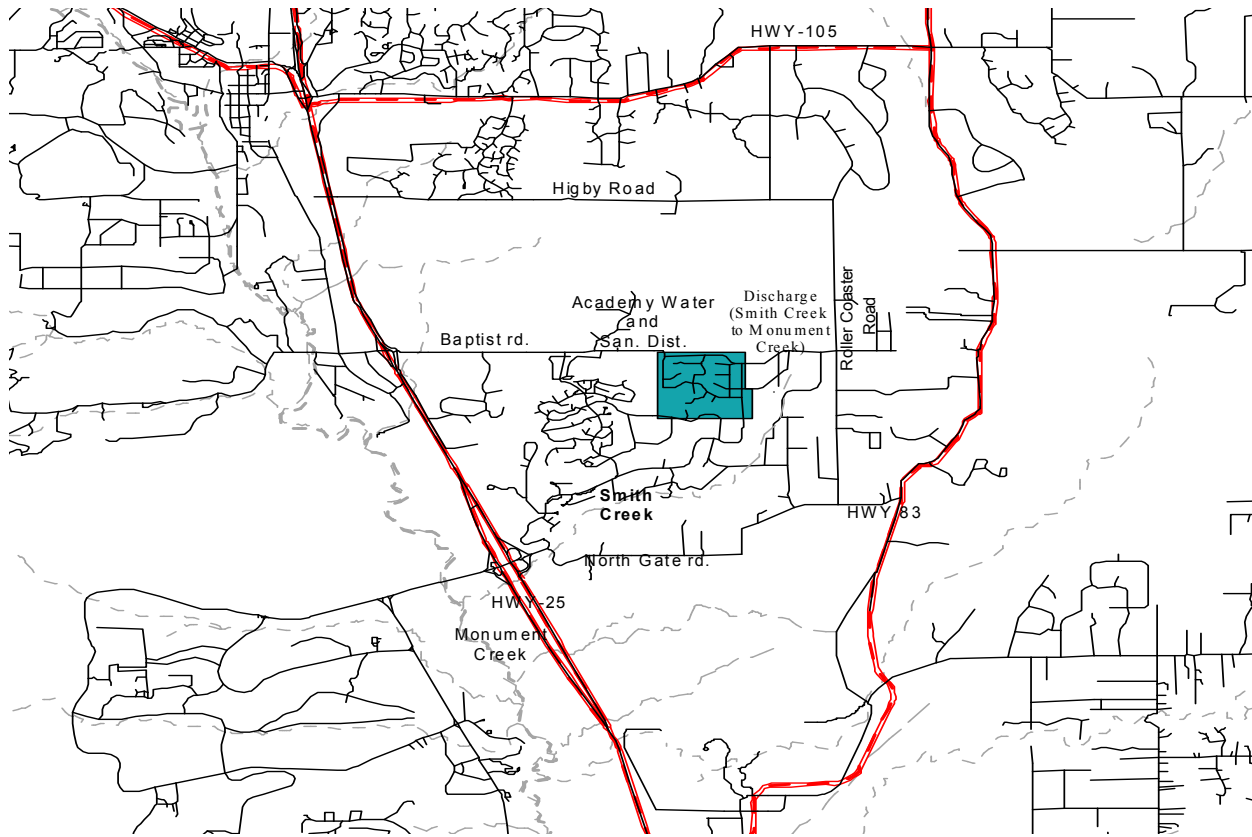 HWY-105
Higby Road
Academy Water
and
San. Dist.
Discharge
(Smith Creek
to Monument
Creek)
Roller Coaster
Road
Baptist rd.
Smith
Creek
HWY 83
North Gate rd.
HWY-25
Monument
Creek